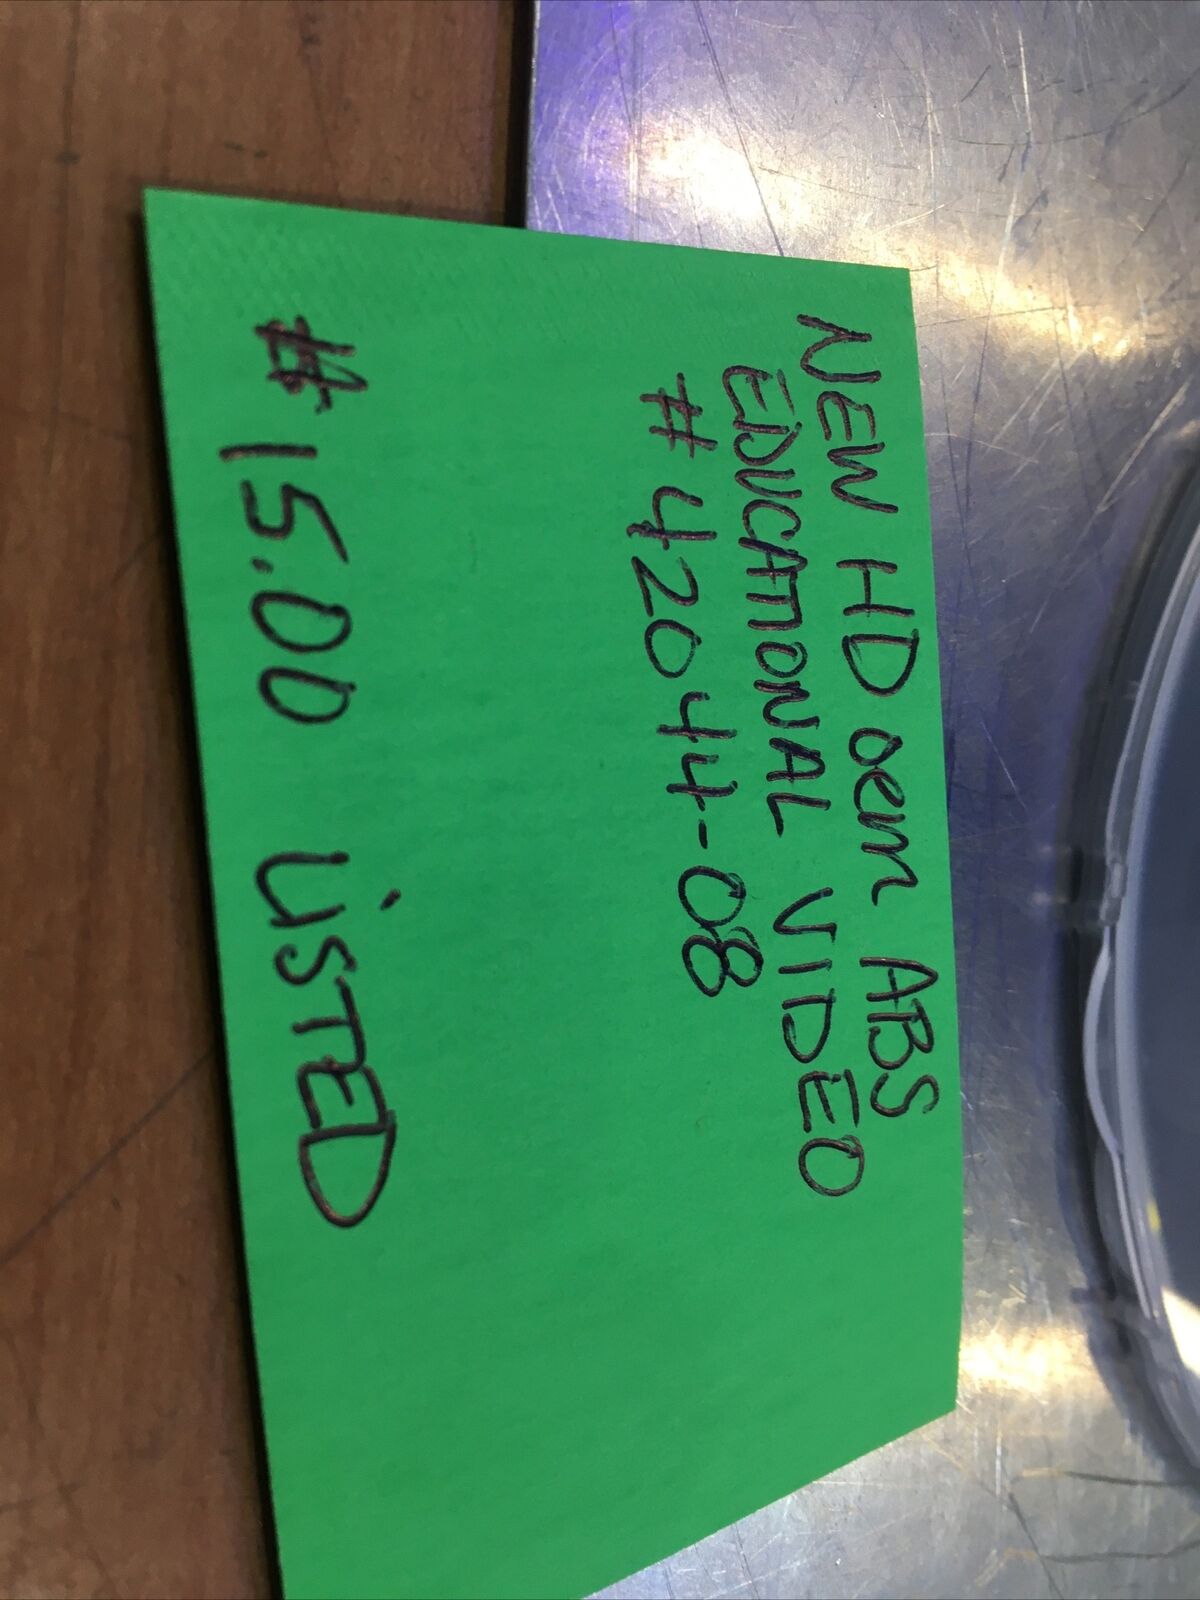 NEW HD oem ABS
EDUCATIONAL VIDEO
# 42044-08
$15.00 LiSTED